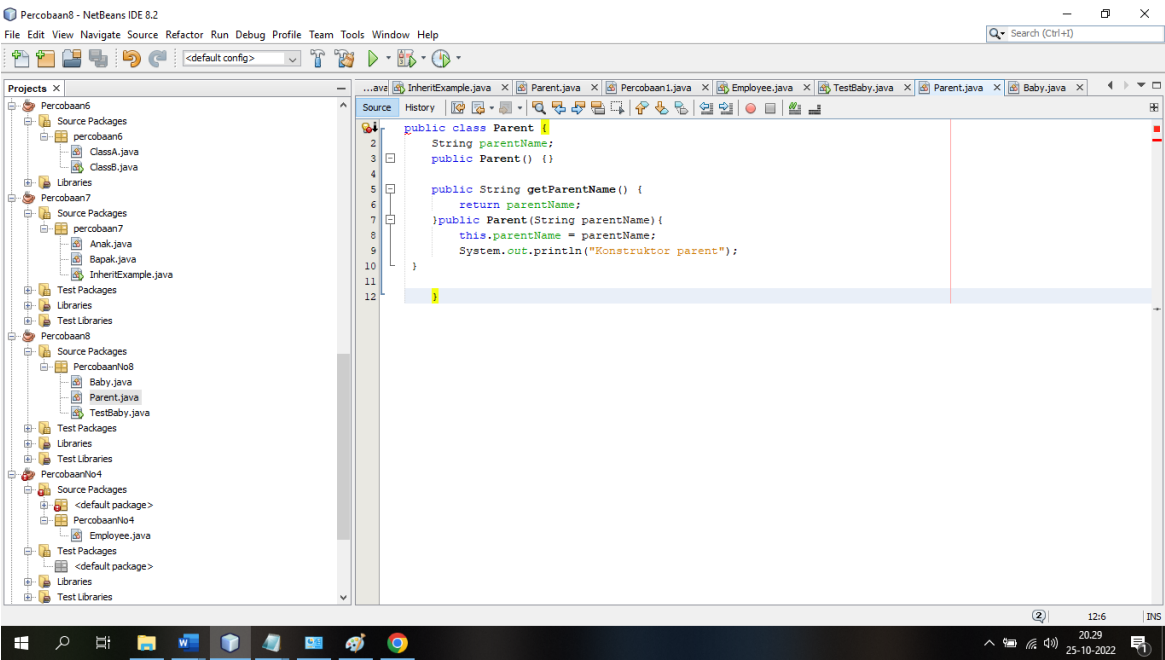 Percobaan8 - NetBeans IDE 8.2
File Edit View Navigate Source Refactor Run Debug Profile Team Tools Window Help
Search (Ctrl+I)
<default config>
Projects
...ava InheritExample.java Parent.java Percobaan1.java Employee.java TestBaby.java Parent.java Baby.java
Source History
Percobaan6
Source Packages
percobaan6
ClassA.java
ClassB.java
Libraries
Percobaan7
Source Packages
percobaan7
Anak.java
Bapak.java
InheritExample.java
Test Packages
Libraries
Test Libraries
Percobaan8
Source Packages
PercobaanNo8
Baby.java
Parent.java
TestBaby.java
Test Packages
Libraries
Test Libraries
PercobaanNo4
Source Packages
<default package>
PercobaanNo4
Employee.java
Test Packages
<default package>
Libraries
Test Libraries
public class Parent {
2 String parentName;
3 public Parent() {}
4
5 public String getParentName() {
6 return parentName;
7 }public Parent(String parentName){
8 this.parentName = parentName;
9 System.out.println("Konstruktor parent");
10 }
11
12 }
2 12:6 INS
20.29
25-10-2022
1